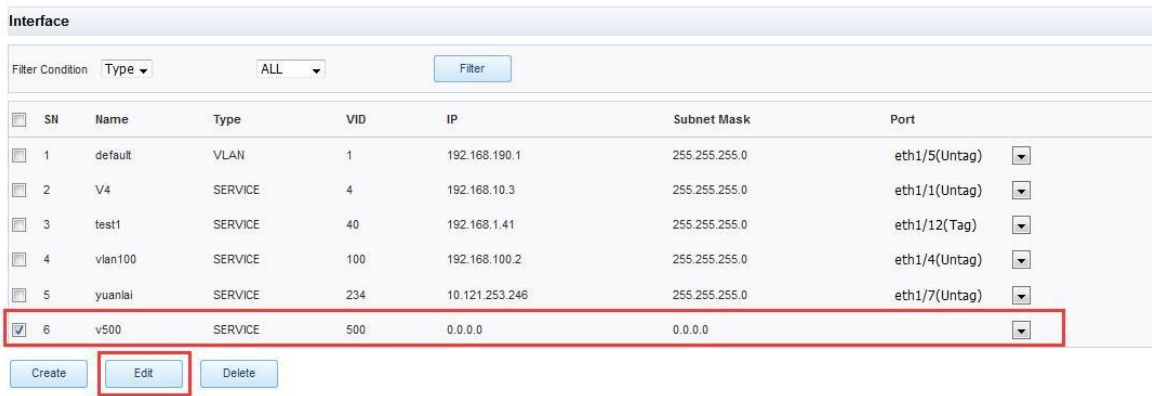 Interface
Filter Condition Type ALL Filter
SN Name Type VID IP Subnet Mask Port
1 default VLAN 1 192.168.190.1 255.255.255.0 eth1/5(Untag)
2 V4 SERVICE 4 192.168.10.3 255.255.255.0 eth1/1(Untag)
3 test1 SERVICE 40 192.168.1.41 255.255.255.0 eth1/12(Tag)
4 vlan100 SERVICE 100 192.168.100.2 255.255.255.0 eth1/4(Untag)
5 yuanlai SERVICE 234 10.121.253.246 255.255.255.0 eth1/7(Untag)
6 v500 SERVICE 500 0.0.0.0 0.0.0.0
Create Edit Delete